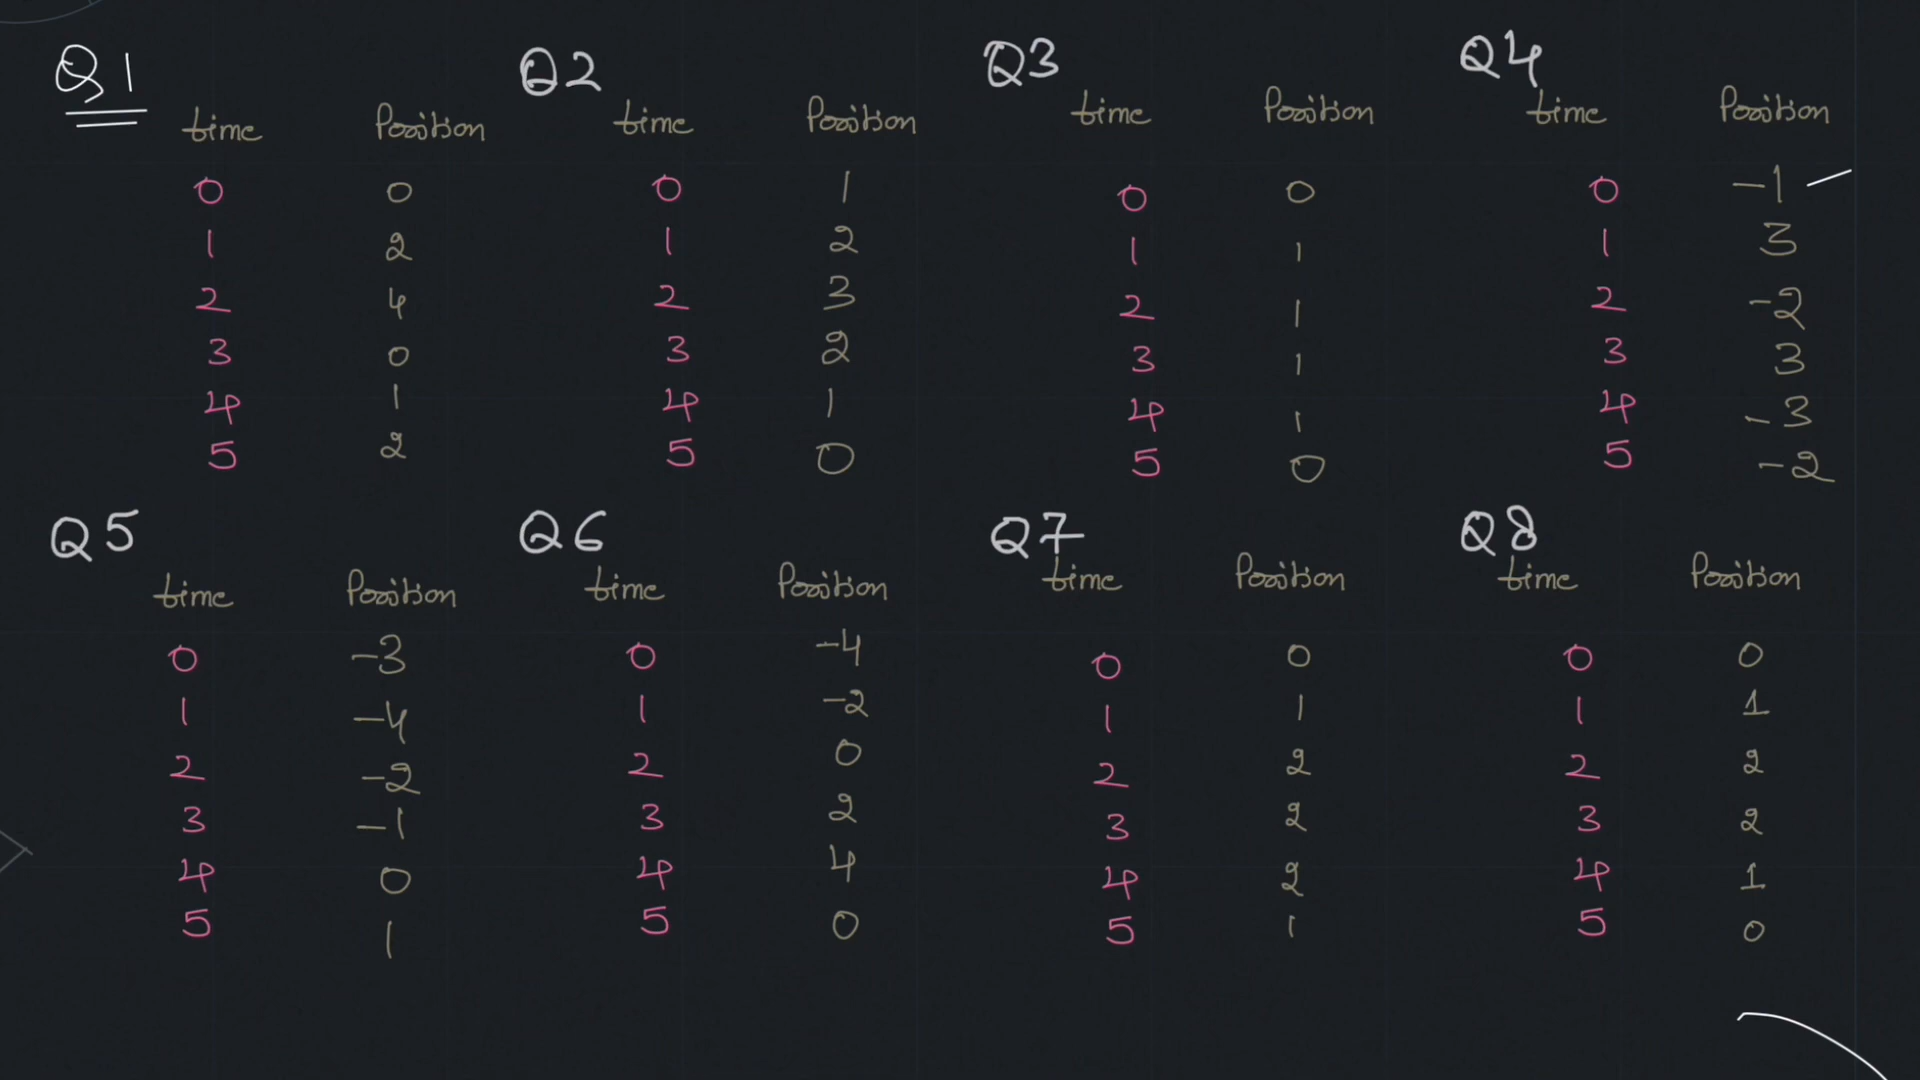 Q1 Q2 Q3 Q4
time Position time Position time Position time Position
0 0 0 1 0 0 0 -1
1 2 1 2 1 1 1 3
2 4 2 3 2 1 2 -2
3 0 3 2 3 1 3 3
4 1 4 1 4 1 4 -3
5 2 5 0 5 0 5 -2
Q5 Q6 Q7 Q8
time Position time Position time Position time Position
0 -3 0 -4 0 0 0 0
1 -4 1 -2 1 1 1 1
2 -2 2 0 2 2 2 2
3 -1 3 2 3 2 3 2
4 0 4 4 4 2 4 1
5 1 5 0 5 1 5 0